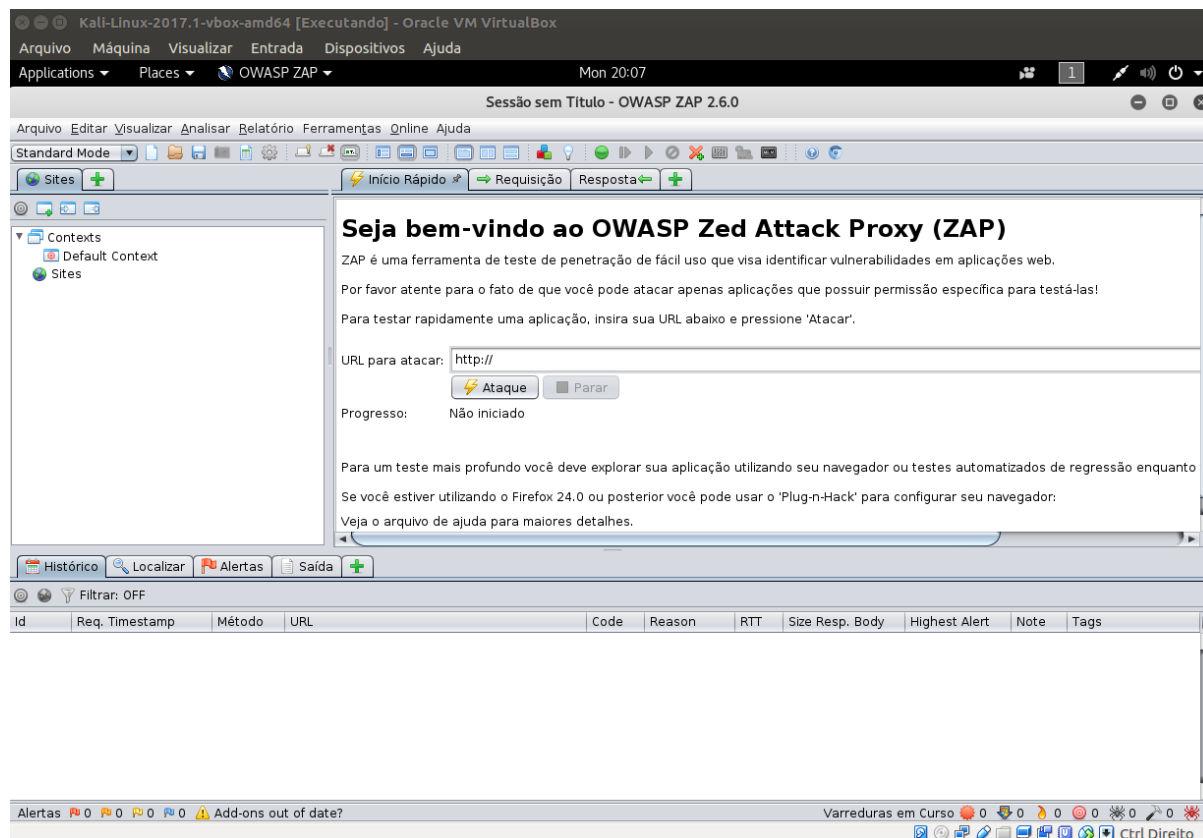 Kali-Linux-2017.1-vbox-amd64 [Executando] - Oracle VM VirtualBox
Arquivo Máquina Visualizar Entrada Dispositivos Ajuda
Applications Places OWASP ZAP Mon 20:07 1
Sessão sem Título - OWASP ZAP 2.6.0
Arquivo Editar Visualizar Analisar Relatório Ferramentas Online Ajuda
Standard Mode
Sites Início Rápido Requisição Resposta
Contexts
Default Context
Sites
Seja bem-vindo ao OWASP Zed Attack Proxy (ZAP)
ZAP é uma ferramenta de teste de penetração de fácil uso que visa identificar vulnerabilidades em aplicações web.
Por favor atente para o fato de que você pode atacar apenas aplicações que possuir permissão específica para testá-las!
Para testar rapidamente uma aplicação, insira sua URL abaixo e pressione 'Atacar'.
URL para atacar: http://
Ataque Parar
Progresso: Não iniciado
Para um teste mais profundo você deve explorar sua aplicação utilizando seu navegador ou testes automatizados de regressão enquanto
Se você estiver utilizando o Firefox 24.0 ou posterior você pode usar o 'Plug-n-Hack' para configurar seu navegador:
Veja o arquivo de ajuda para maiores detalhes.
Histórico Localizar Alertas Saída
Filtrar: OFF
Id Req. Timestamp Método URL Code Reason RTT Size Resp. Body Highest Alert Note Tags
Alertas 0 0 0 0 Add-ons out of date? Varreduras em Curso 0 0 0 0 0 0
Ctrl Direito